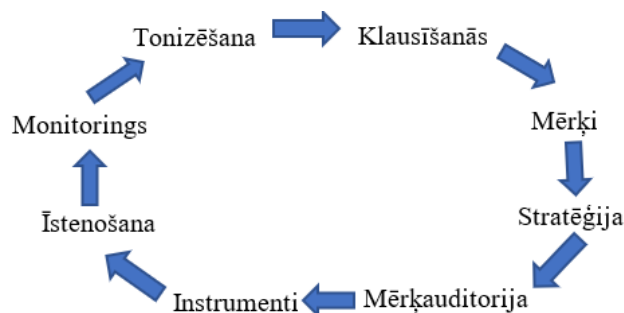 Tonizēšana
Klausīšanās
Mērķi
Stratēģija
Mērķauditorija
Instrumenti
Īstenošana
Monitorings